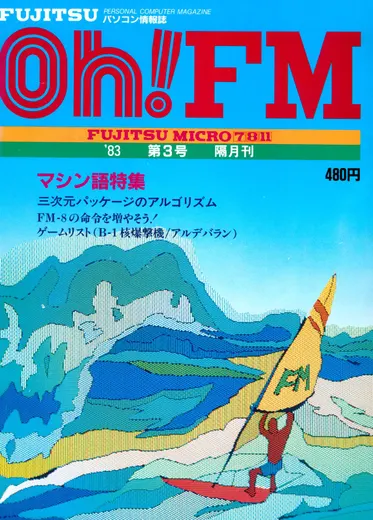 FUJITSU
PERSONAL COMPUTER MAGAZINE
パソコン情報誌
Oh!FM
FUJITSU MICRO 7 8 11
'83 第3号 隔月刊
480円
マシン語特集
三次元パッケージのアルゴリズム
FM-8の命令を増やそう!
ゲームリスト(B-1核爆撃機/アルデバラン)
FM